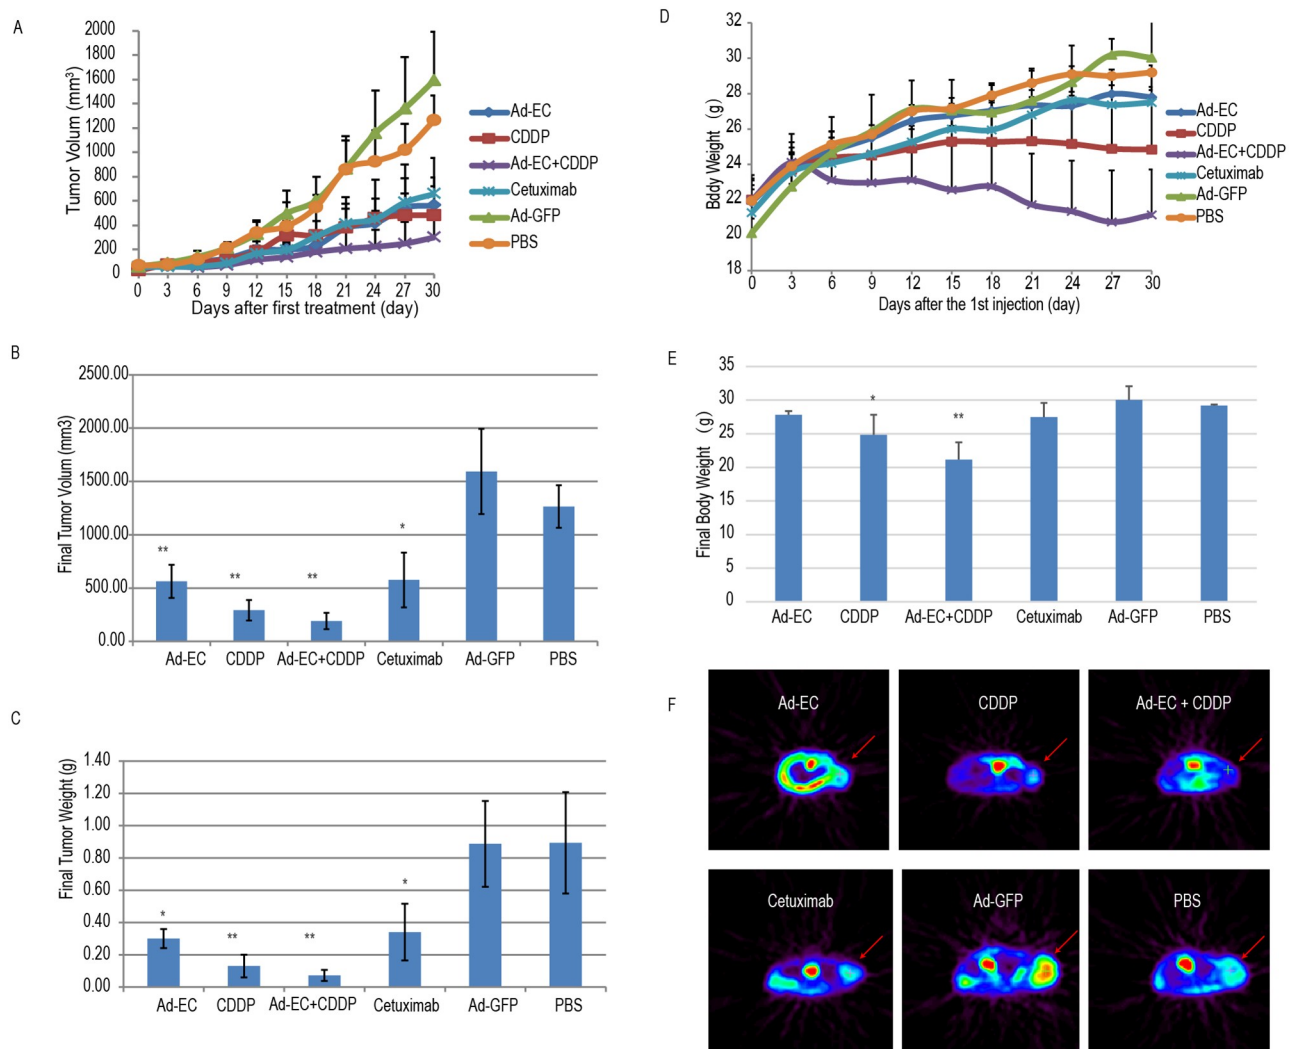 A
2000
1800
1600
1400
1200
1000
800
600
400
200
0
Tumor Volum (mm³)
0 3 6 9 12 15 18 21 24 27 30
Days after first treatment (day)
Ad-EC
CDDP
Ad-EC+CDDP
Cetuximab
Ad-GFP
PBS
B
2500.00
2000.00
1500.00
1000.00
500.00
0.00
Final Tumor Volum (mm3)
** ** ** *
Ad-EC CDDP Ad-EC+CDDP Cetuximab Ad-GFP PBS
C
1.40
1.20
1.00
0.80
0.60
0.40
0.20
0.00
Final Tumor Weight (g)
* ** ** *
Ad-EC CDDP Ad-EC+CDDP Cetuximab Ad-GFP PBS
D
32
30
28
26
24
22
20
18
Body Weight (g)
0 3 6 9 12 15 18 21 24 27 30
Days after the 1st injection (day)
Ad-EC
CDDP
Ad-EC+CDDP
Cetuximab
Ad-GFP
PBS
E
35
30
25
20
15
10
5
0
Final Body Weight (g)
* **
Ad-EC CDDP Ad-EC+CDDP Cetuximab Ad-GFP PBS
F
Ad-EC CDDP Ad-EC + CDDP
Cetuximab Ad-GFP PBS